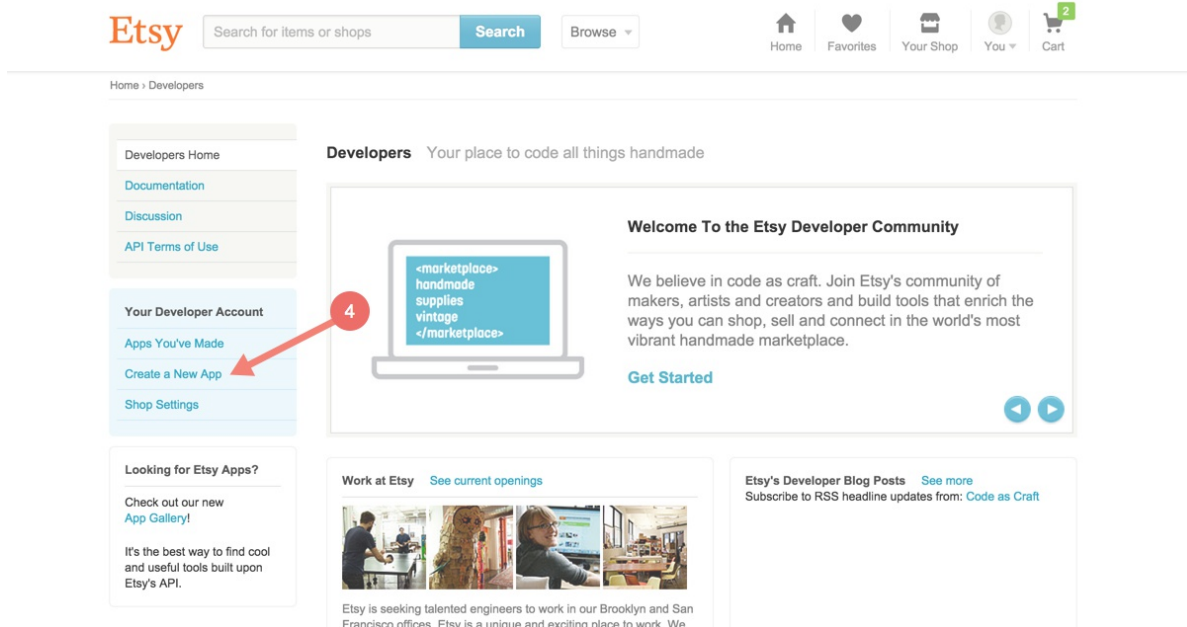 Etsy
Search for items or shops
Search
Browse
Home
Favorites
Your Shop
You
2
Cart
Home › Developers
Developers Home
Documentation
Discussion
API Terms of Use
Your Developer Account
Apps You've Made
Create a New App
Shop Settings
4
Looking for Etsy Apps?
Check out our new
App Gallery!
It's the best way to find cool
and useful tools built upon
Etsy's API.
Developers Your place to code all things handmade
<marketplace>
handmade
supplies
vintage
</marketplace>
Welcome To the Etsy Developer Community
We believe in code as craft. Join Etsy's community of
makers, artists and creators and build tools that enrich the
ways you can shop, sell and connect in the world's most
vibrant handmade marketplace.
Get Started
Work at Etsy See current openings
Etsy is seeking talented engineers to work in our Brooklyn and San
Francisco offices. Etsy is a unique and exciting place to work. We
Etsy's Developer Blog Posts See more
Subscribe to RSS headline updates from: Code as Craft